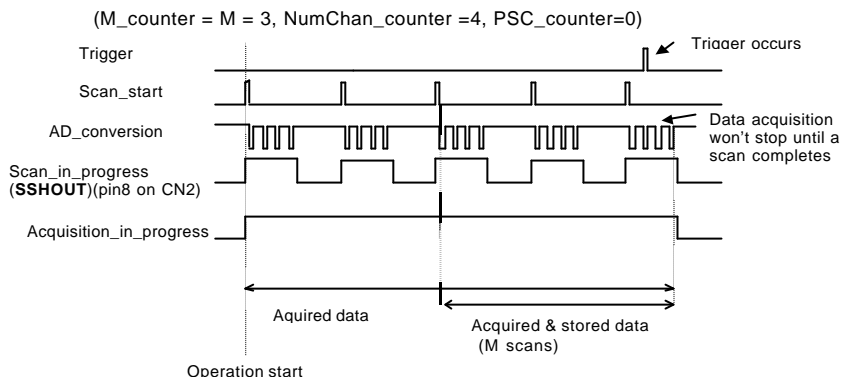 (M_counter = M = 3, NumChan_counter =4, PSC_counter=0)
Trigger
Trigger occurs
Scan_start
AD_conversion
Data acquisition
won't stop until a
scan completes
Scan_in_progress
(SSHOUT)(pin8 on CN2)
Acquisition_in_progress
Aquired data
Acquired & stored data
(M scans)
Operation start